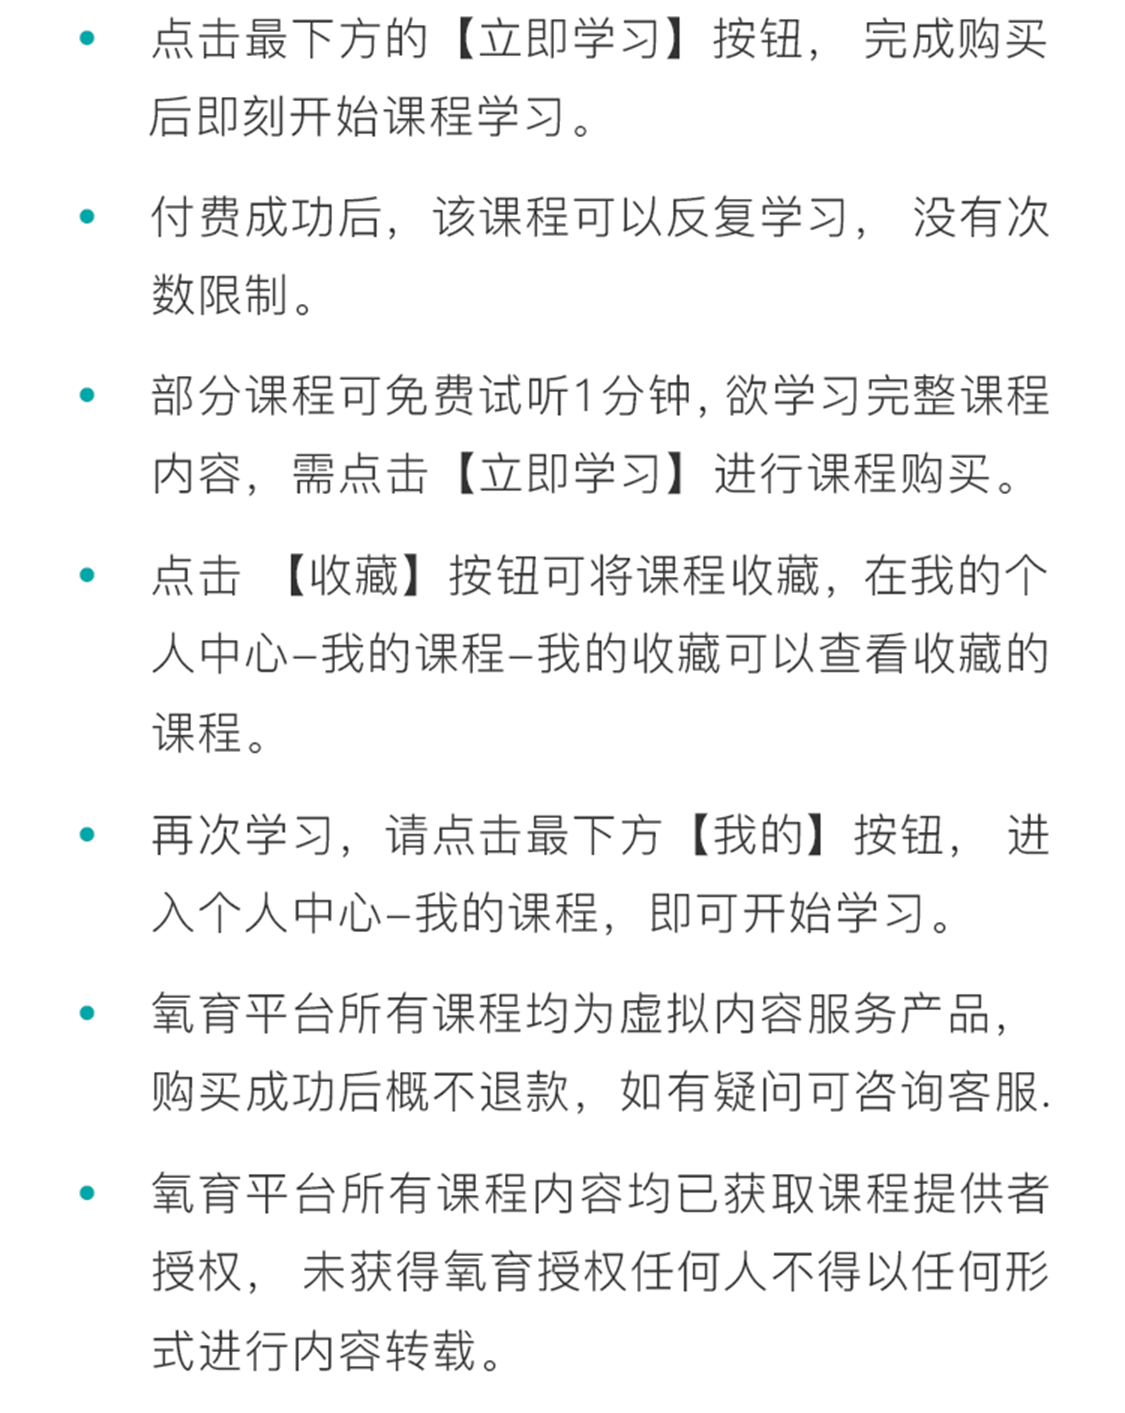 点击最下方的【立即学习】按钮， 完成购买
后即刻开始课程学习。
付费成功后，该课程可以反复学习， 没有次
数限制。
部分课程可免费试听1分钟,欲学习完整课程
内容，需点击【立即学习】进行课程购买。
点击 【收藏】按钮可将课程收藏，在我的个
人中心–我的课程–我的收藏可以查看收藏的
课程。
再次学习，请点击最下方【我的】按钮， 进
入个人中心–我的课程，即可开始学习。
氧育平台所有课程均为虚拟内容服务产品，
购买成功后概不退款，如有疑问可咨询客服.
氧育平台所有课程内容均已获取课程提供者
授权， 未获得氧育授权任何人不得以任何形
式进行内容转载。